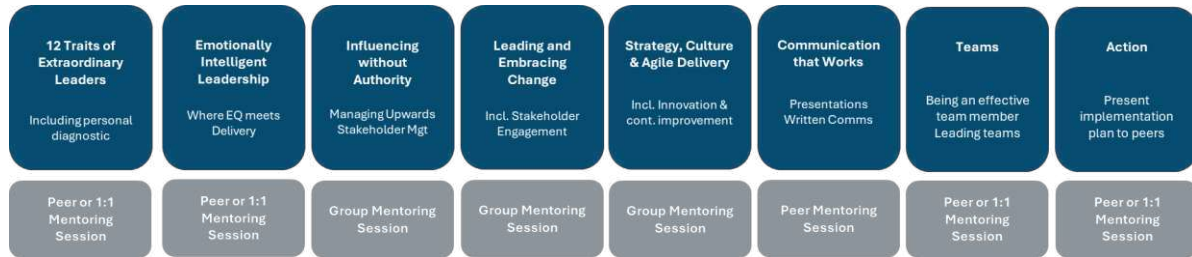 12 Traits of
Extraordinary
Leaders
Including personal
diagnostic
Emotionally
Intelligent
Leadership
Where EQ meets
Delivery
Influencing
without
Authority
Managing Upwards
Stakeholder Mgt
Leading and
Embracing
Change
Incl. Stakeholder
Engagement
Strategy, Culture
& Agile Delivery
Incl. Innovation &
cont. improvement
Communication
that Works
Presentations
Written Comms
Teams
Being an effective
team member
Leading teams
Action
Present
implementation
plan to peers
Peer or 1:1
Mentoring
Session
Peer or 1:1
Mentoring
Session
Group Mentoring
Session
Group Mentoring
Session
Group Mentoring
Session
Peer Mentoring
Session
Peer or 1:1
Mentoring
Session
Peer or 1:1
Mentoring
Session